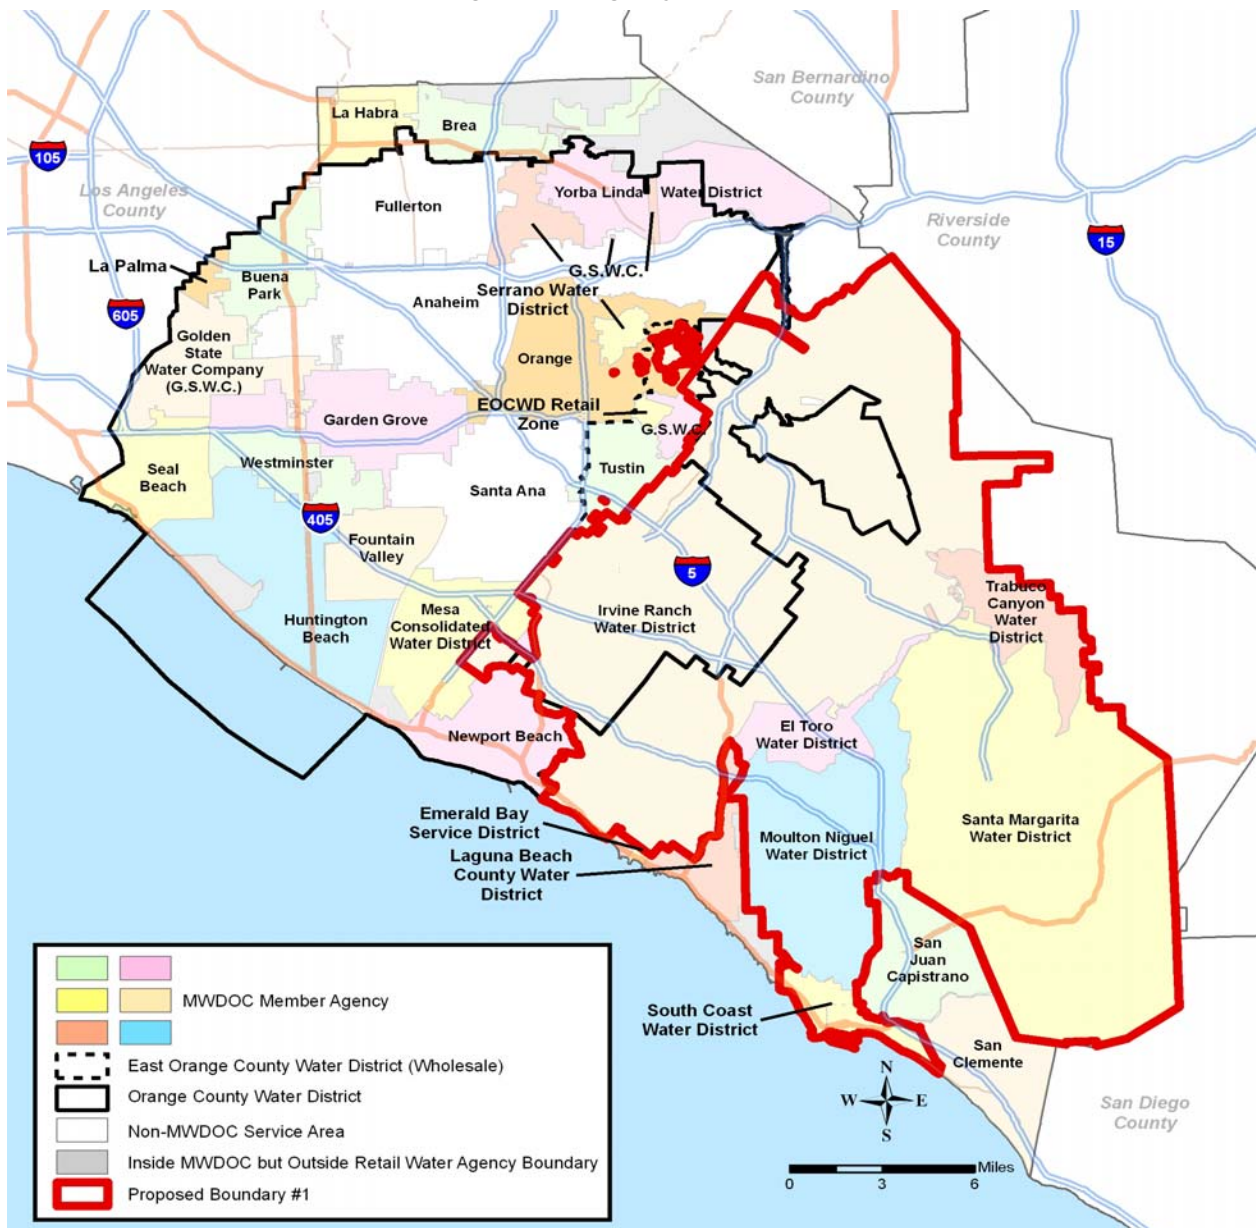 San Bernardino
County
La Habra
Brea
105
Los Angeles
County
Fullerton
Yorba Linda
Water District
Riverside
County
15
La Palma
Buena
Park
G.S.W.C.
Serrano Water
District
Anaheim
605
Golden
State
Water Company
(G.S.W.C.)
Orange
EOCWD Retail
Zone
Garden Grove
G.S.W.C.
Seal
Beach
Westminster
Tustin
Santa Ana
405
Fountain
Valley
5
Trabuco
Canyon
Water
District
Mesa
Consolidated
Water District
Irvine Ranch
Water District
Huntington
Beach
Newport Beach
El Toro
Water District
Emerald Bay
Service District
Laguna Beach
County Water
District
Moulton Niguel
Water District
Santa Margarita
Water District
San
Juan
Capistrano
South Coast
Water District
San
Clemente
San Diego
County
N
W
E
S
Miles
0
3
6
MWDOC Member Agency
East Orange County Water District (Wholesale)
Orange County Water District
Non-MWDOC Service Area
Inside MWDOC but Outside Retail Water Agency Boundary
Proposed Boundary #1